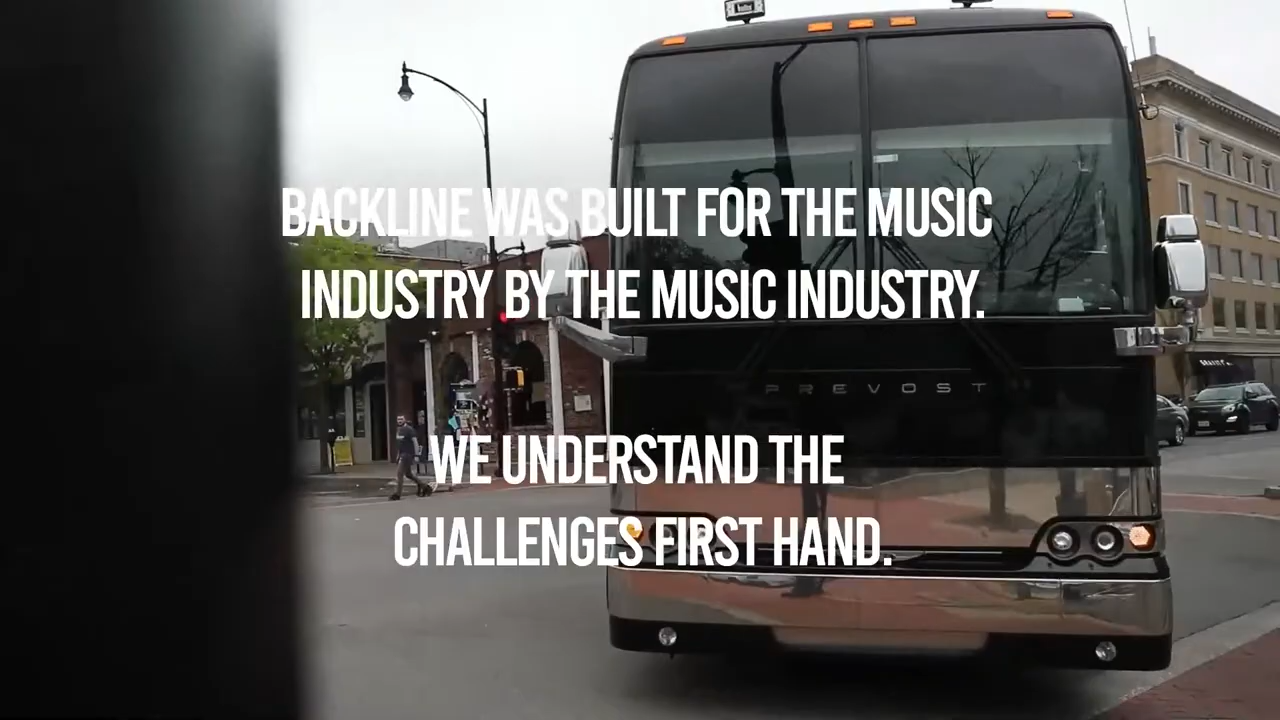 BACKLINE WAS BUILT FOR THE MUSIC
INDUSTRY BY THE MUSIC INDUSTRY.
PREVOST
WE UNDERSTAND THE
CHALLENGES FIRST HAND.